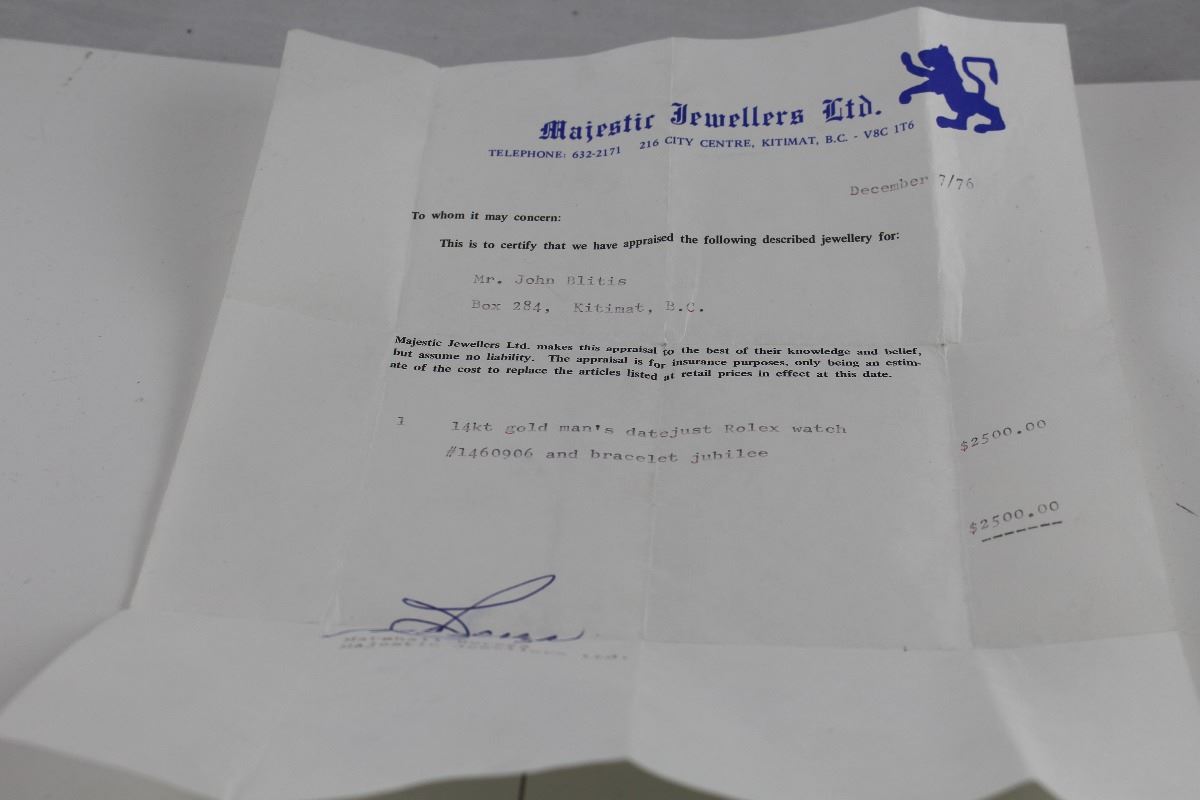 Majestic Jewellers Ltd.
TELEPHONE: 632-2171 216 CITY CENTRE, KITIMAT, B.C. - V8C 1T6
December 7/76
To whom it may concern:
This is to certify that we have appraised the following described jewellery for:
Mr. John Blitis
Box 284, Kitimat, B.C.
Majestic Jewellers Ltd. makes this appraisal to the best of their knowledge and belief,
but assume no liability. The appraisal is for insurance purposes, only being an estim-
ate of the cost to replace the articles listed at retail prices in effect at this date.
1 14kt gold man's datejust Rolex watch $2500.00
#1460906 and bracelet jubilee
$2500.00
Majestic Jewellers Ltd.